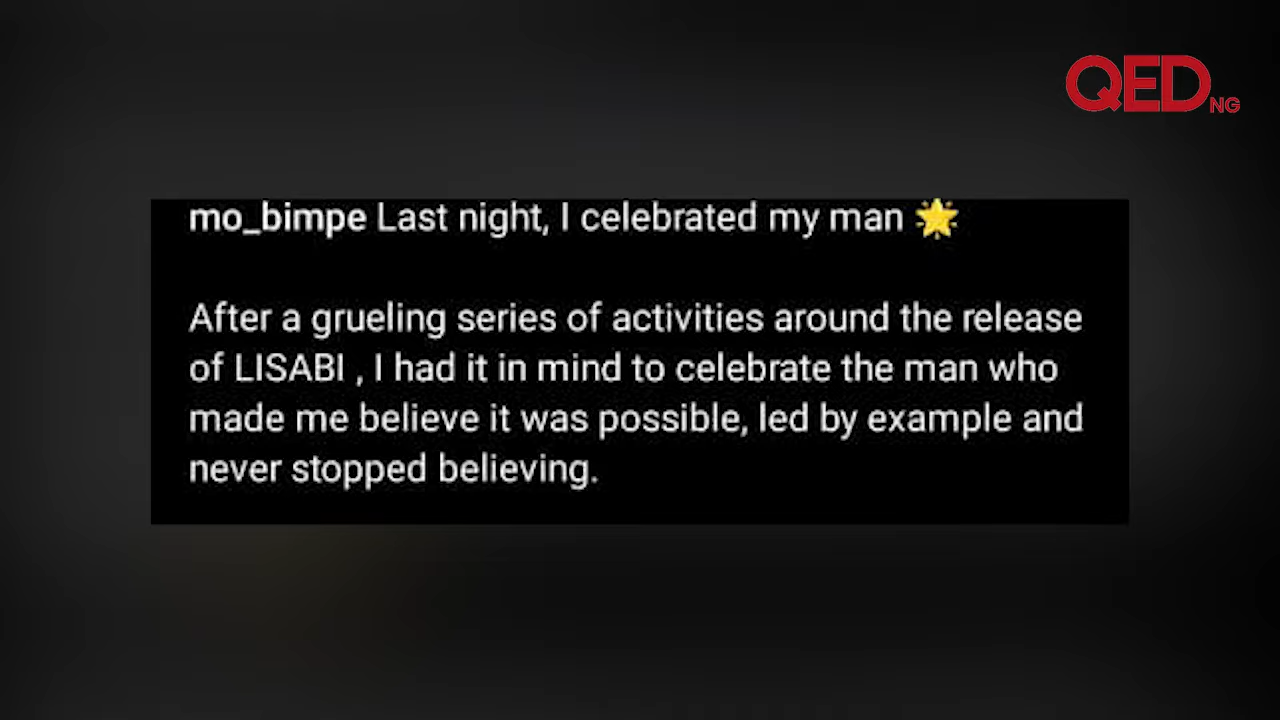 QED NG
mo_bimpe Last night, I celebrated my man 🌟
After a grueling series of activities around the release
of LISABI , I had it in mind to celebrate the man who
made me believe it was possible, led by example and
never stopped believing.